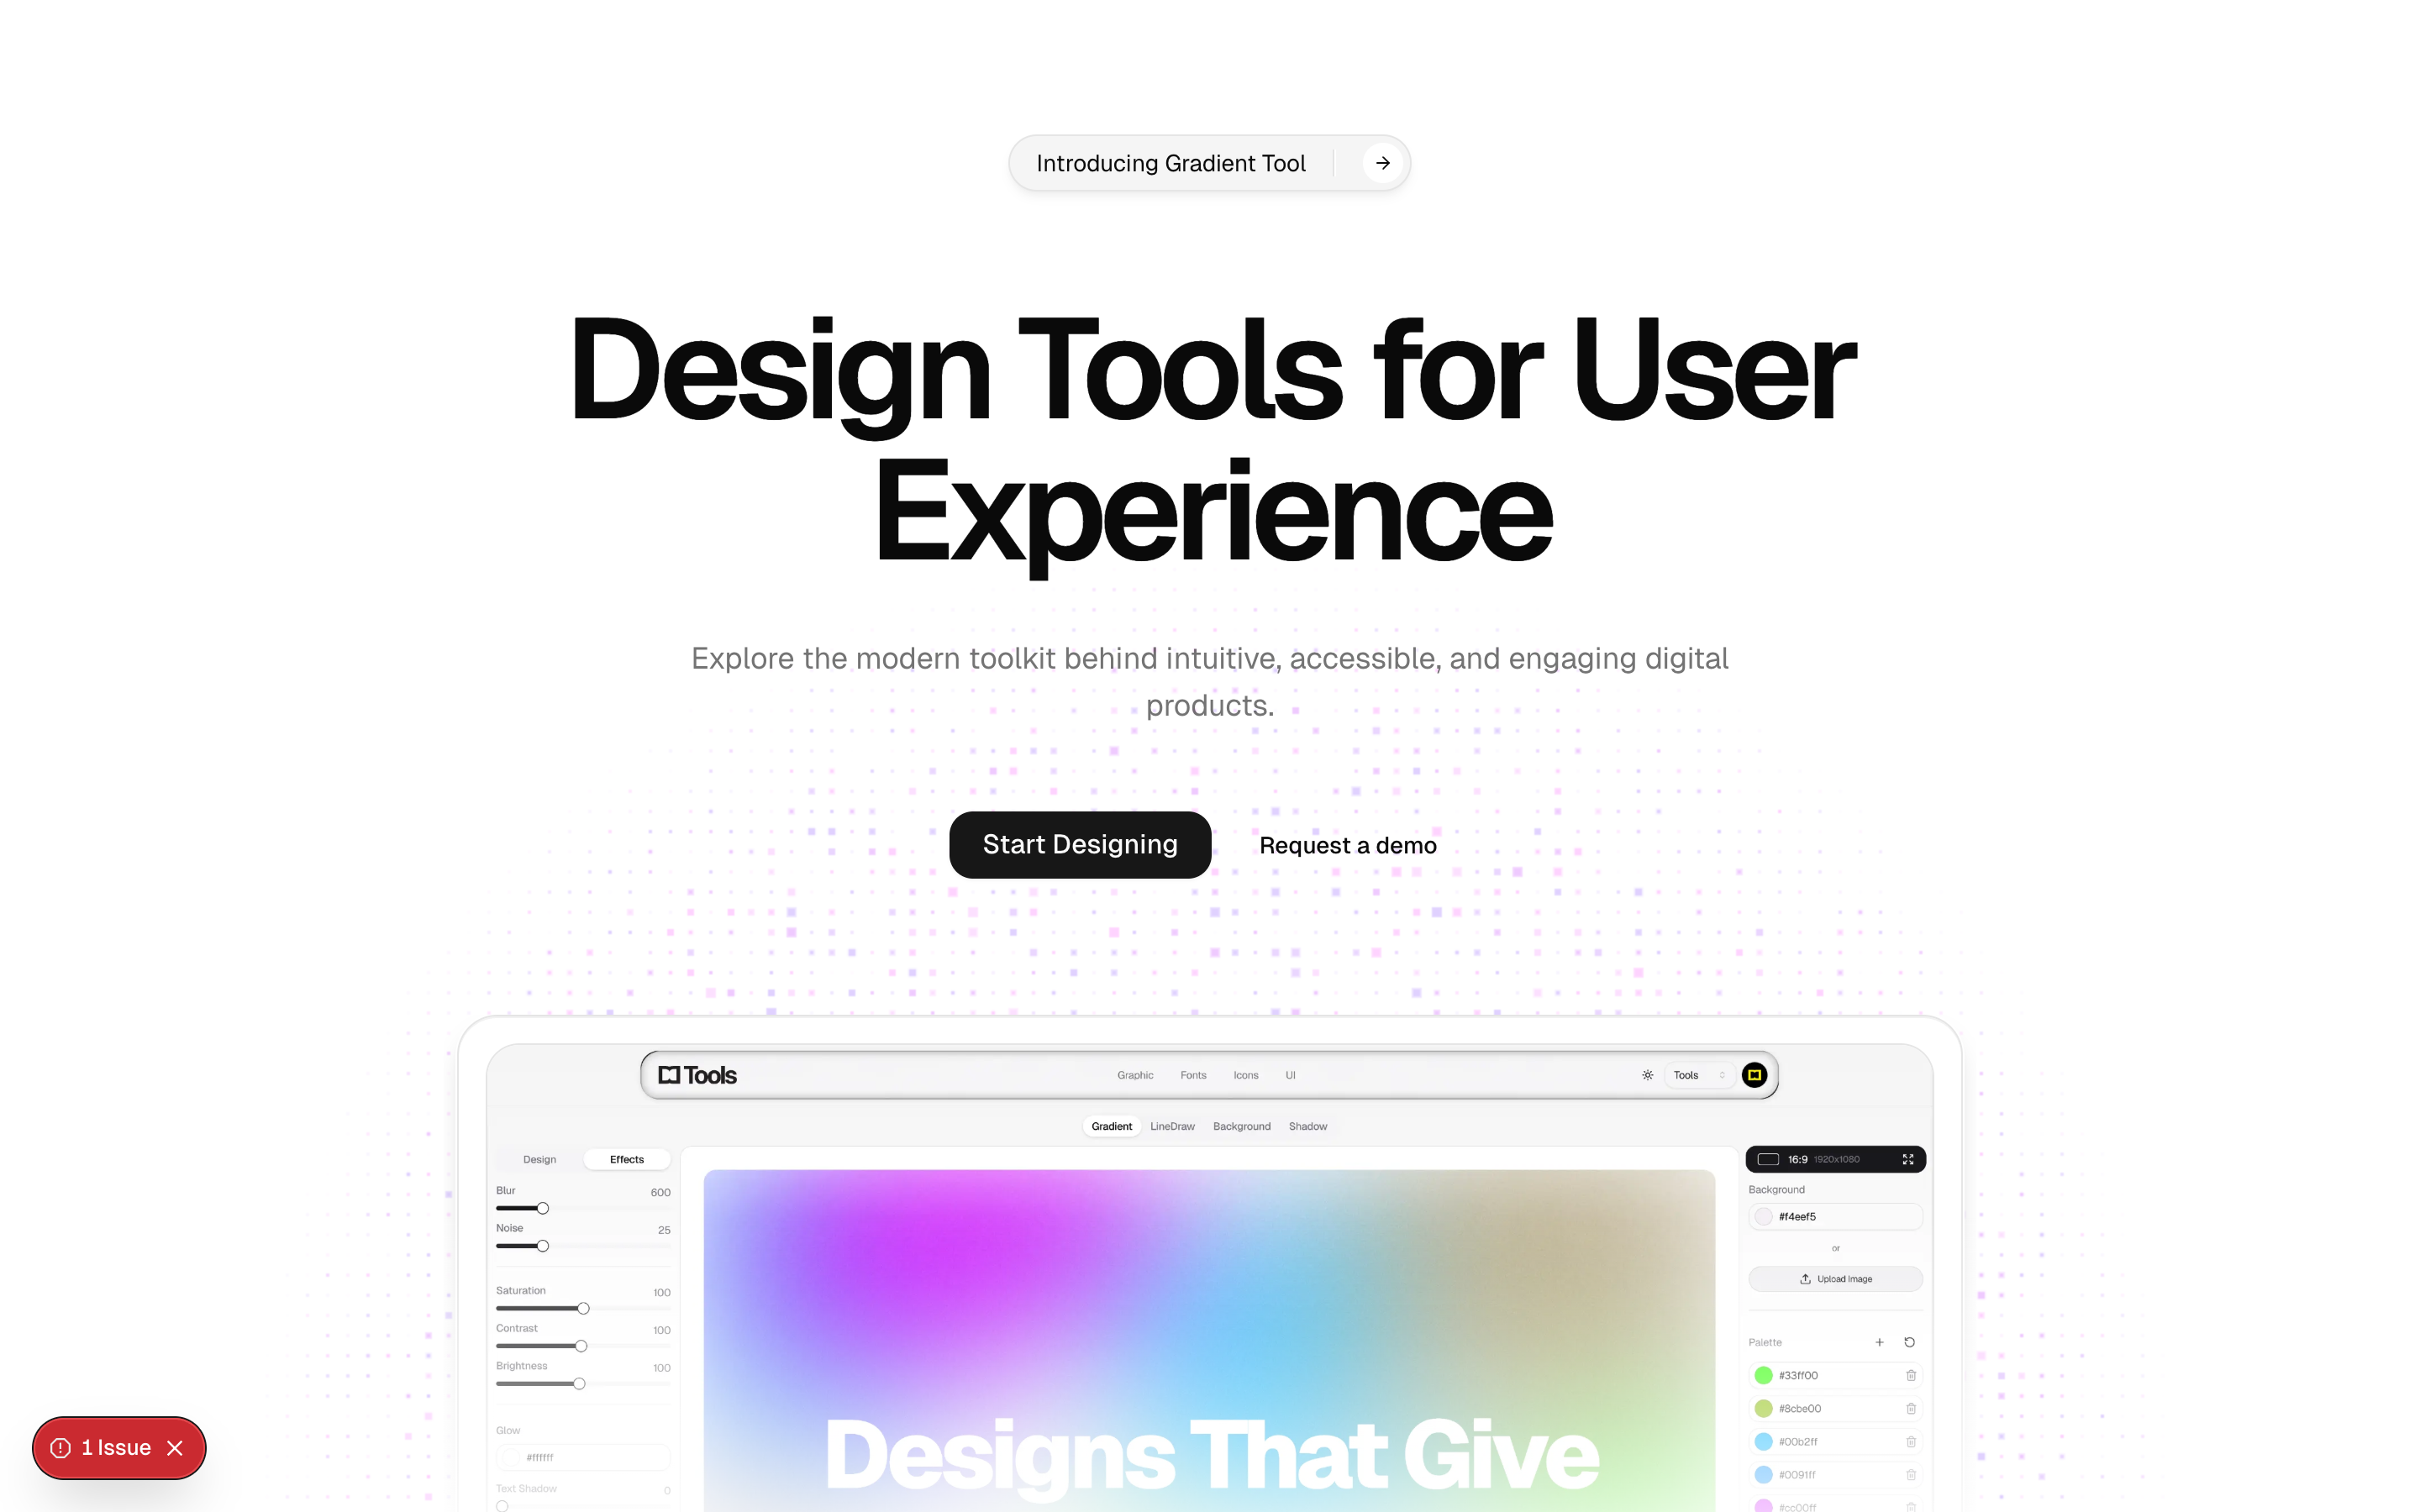 Introducing Gradient Tool
Design Tools for User
Experience
Explore the modern toolkit behind intuitive, accessible, and engaging digital
products.
Start Designing
Request a demo
Tools
Graphic
Fonts
Icons
UI
Tools
Gradient
LineDraw
Background
Shadow
Design
Effects
Blur
600
Noise
25
Saturation
100
Contrast
100
Brightness
100
Glow
#ffffff
Text Shadow
0
Designs That Give
16:9 1920x1080
Background
#f4eef5
or
Upload Image
Palette
#33ff00
#8cbe00
#00b2ff
#0091ff
#cc00ff
1 Issue